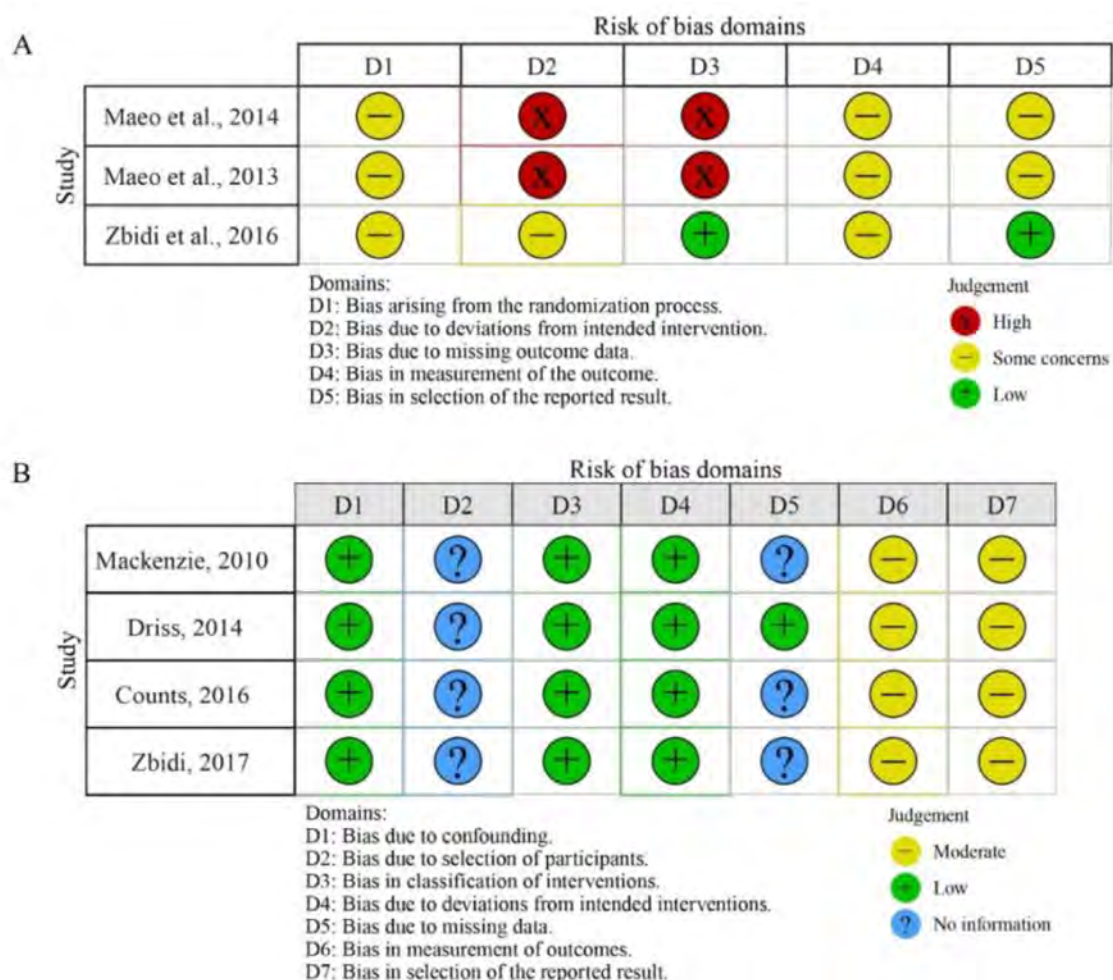 A
Risk of bias domains
D1 D2 D3 D4 D5
Study
Maeo et al., 2014 − X X − −
Maeo et al., 2013 − X X − −
Zbidi et al., 2016 − − + − +
Domains:
D1: Bias arising from the randomization process.
D2: Bias due to deviations from intended intervention.
D3: Bias due to missing outcome data.
D4: Bias in measurement of the outcome.
D5: Bias in selection of the reported result.
Judgement
X High
− Some concerns
+ Low
B
Risk of bias domains
D1 D2 D3 D4 D5 D6 D7
Study
Mackenzie, 2010 + ? + + ? − −
Driss, 2014 + ? + + + − −
Counts, 2016 + ? + + ? − −
Zbidi, 2017 + ? + + ? − −
Domains:
D1: Bias due to confounding.
D2: Bias due to selection of participants.
D3: Bias in classification of interventions.
D4: Bias due to deviations from intended interventions.
D5: Bias due to missing data.
D6: Bias in measurement of outcomes.
D7: Bias in selection of the reported result.
Judgement
− Moderate
+ Low
? No information